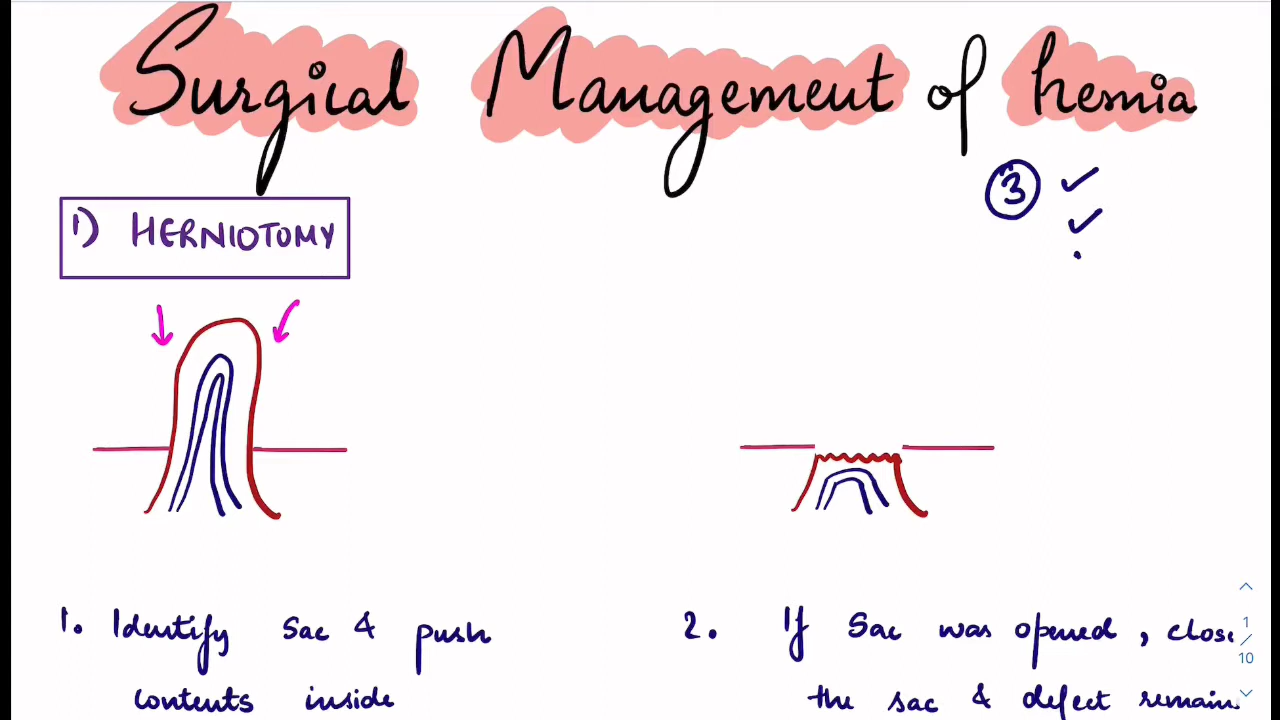 Surgical Management of hernia
3
1) HERNIOTOMY
1. Identify Sac & push
contents inside
2. If Sac was opened, close
the sac & defect remain
1
/
10